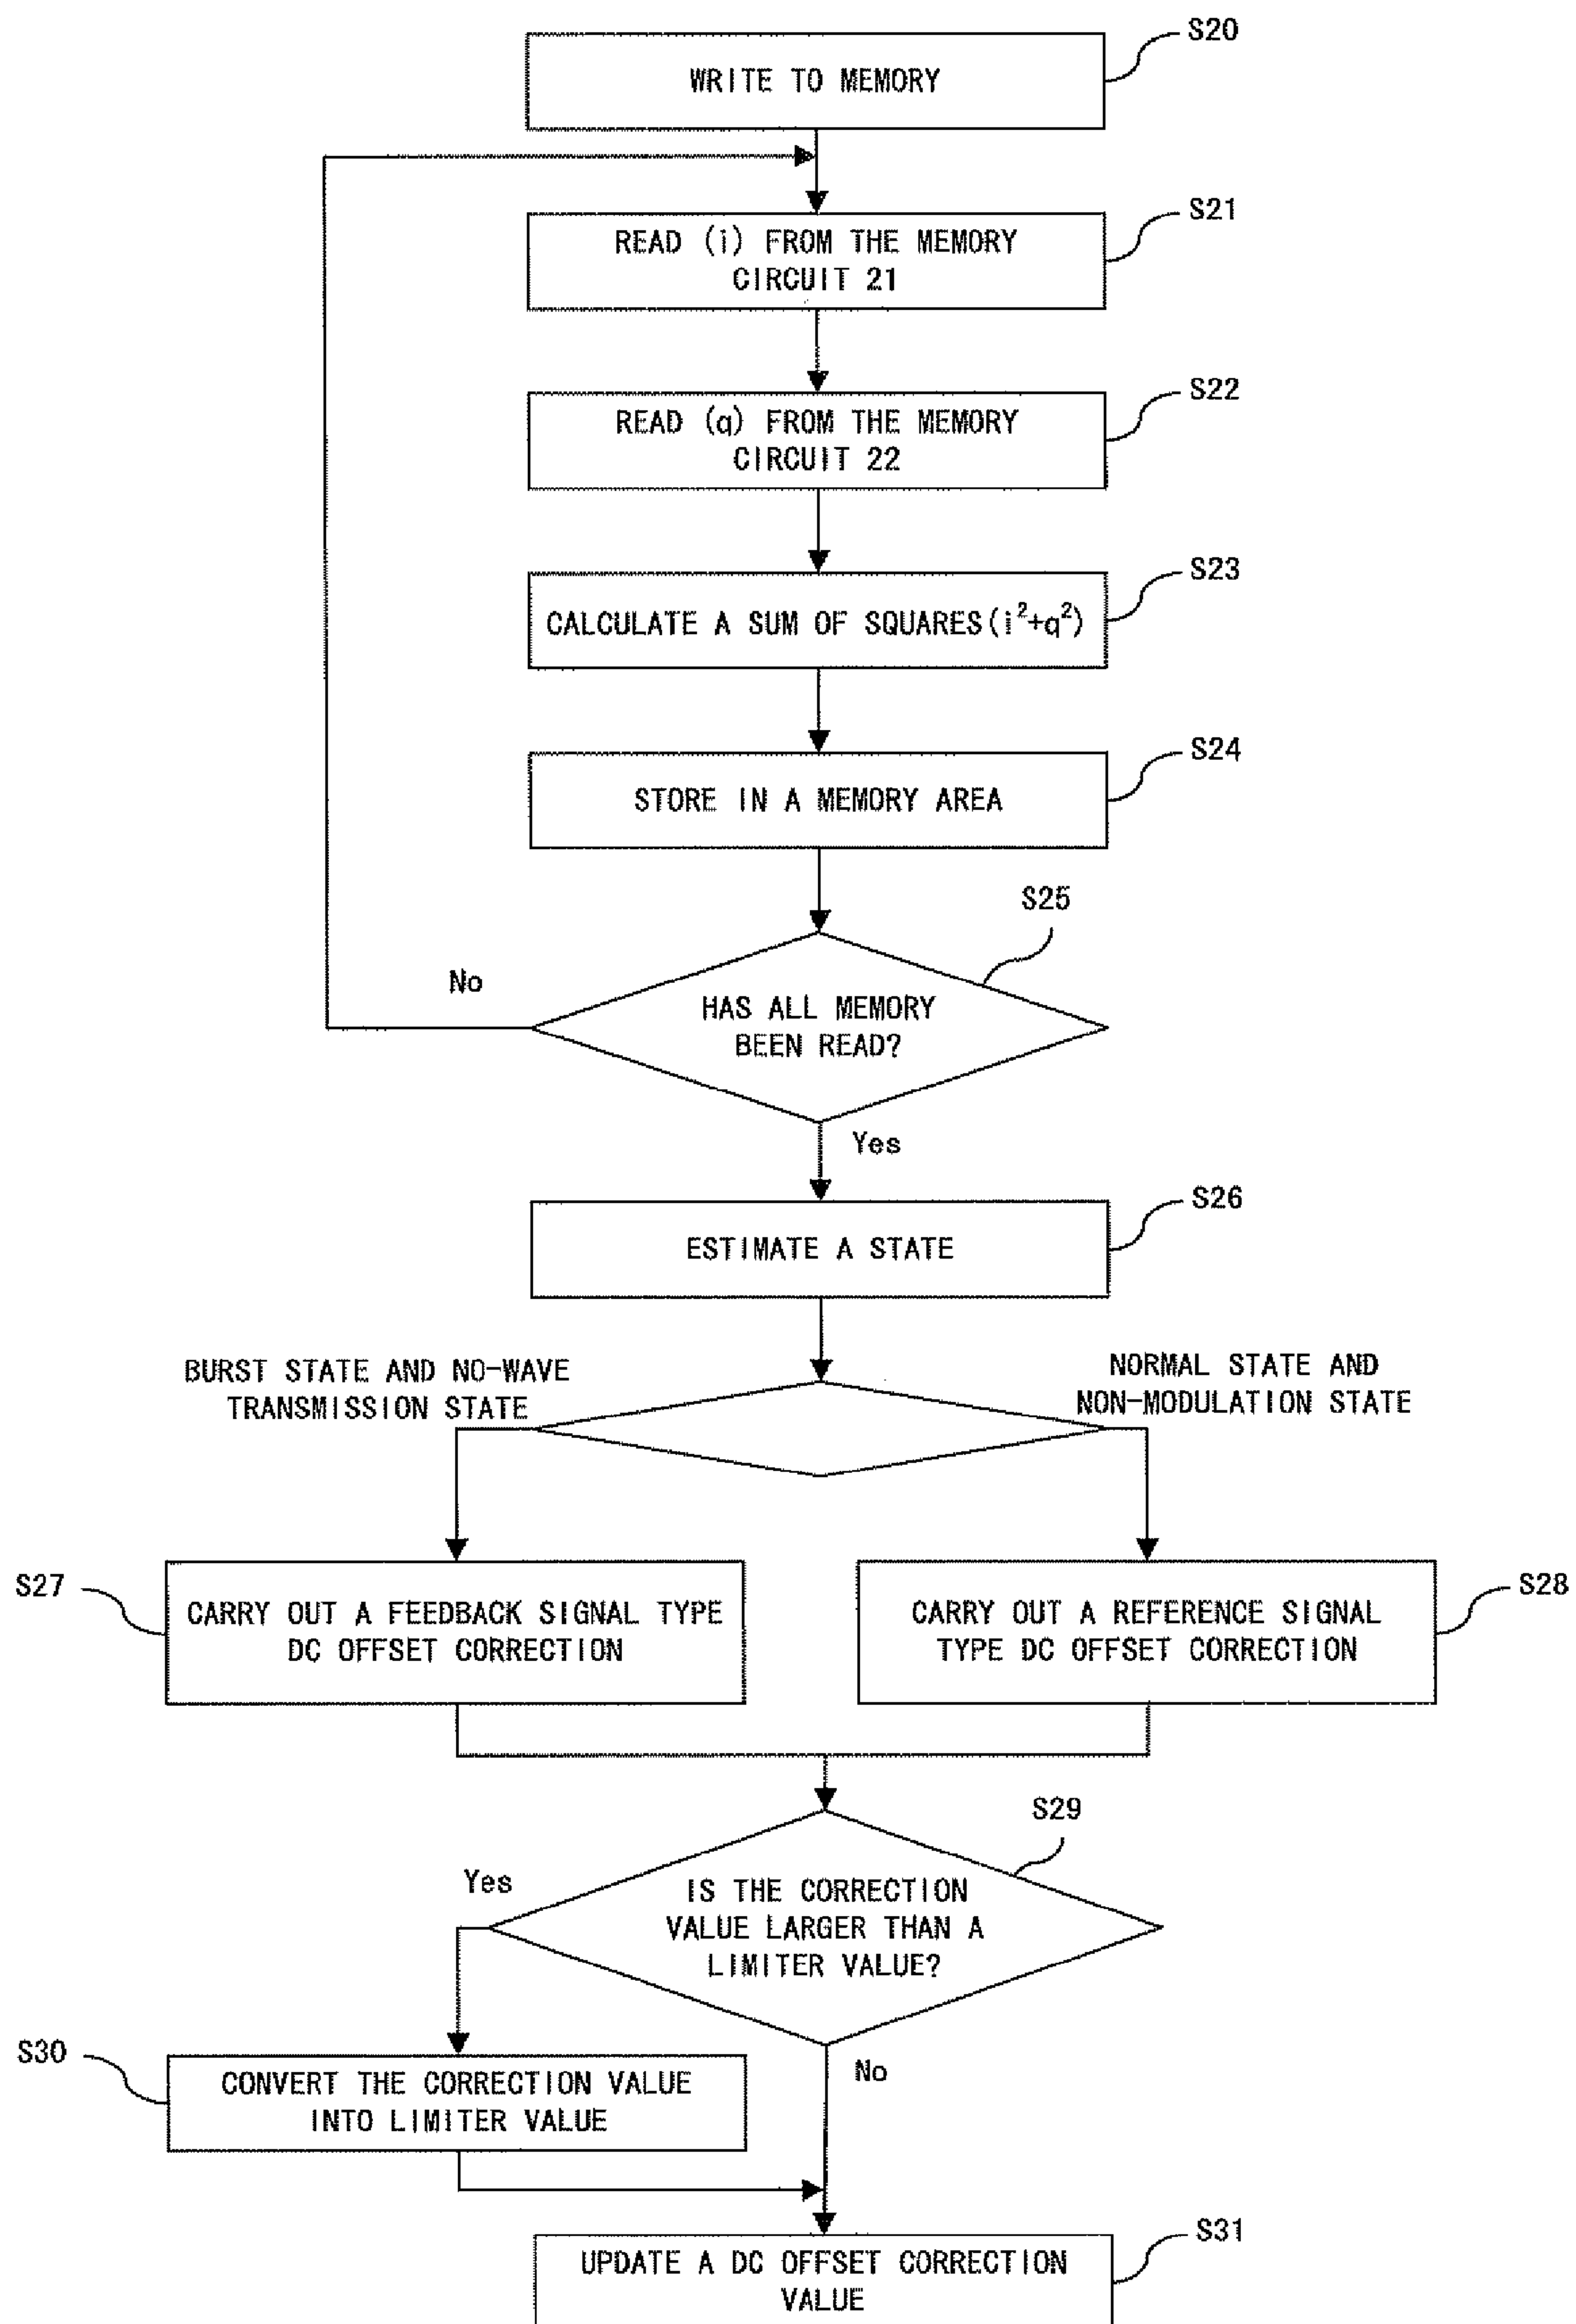 S20
WRITE TO MEMORY
S21
READ (i) FROM THE MEMORY
CIRCUIT 21
S22
READ (q) FROM THE MEMORY
CIRCUIT 22
S23
CALCULATE A SUM OF SQUARES(i²+q²)
S24
STORE IN A MEMORY AREA
S25
No
HAS ALL MEMORY
BEEN READ?
Yes
S26
ESTIMATE A STATE
BURST STATE AND NO-WAVE
TRANSMISSION STATE
NORMAL STATE AND
NON-MODULATION STATE
S27
CARRY OUT A FEEDBACK SIGNAL TYPE
DC OFFSET CORRECTION
S28
CARRY OUT A REFERENCE SIGNAL
TYPE DC OFFSET CORRECTION
S29
Yes
IS THE CORRECTION
VALUE LARGER THAN A
LIMITER VALUE?
S30
No
CONVERT THE CORRECTION VALUE
INTO LIMITER VALUE
S31
UPDATE A DC OFFSET CORRECTION
VALUE